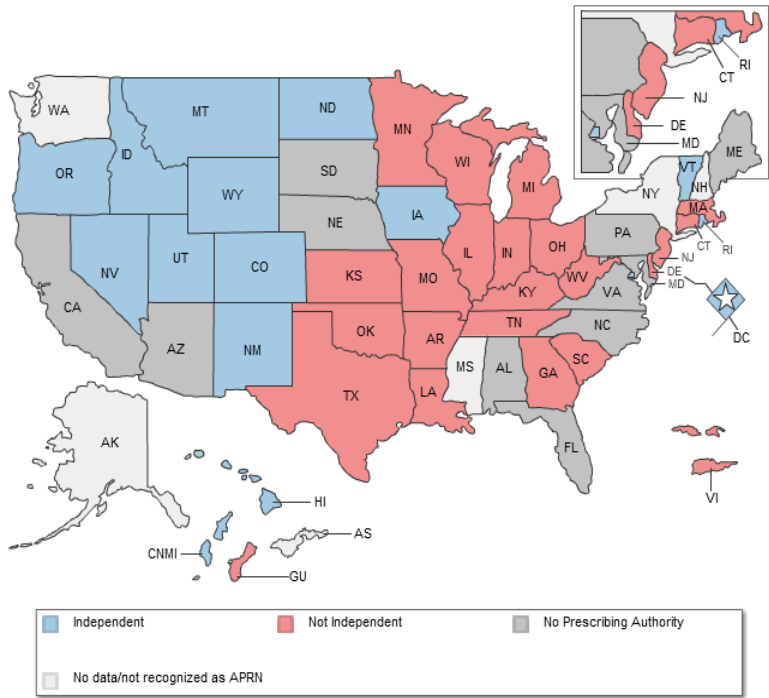 CT
RI
NJ
DE
MD
WA
MT
ND
MN
ID
OR
WY
SD
WI
MI
NY
VT
NH
ME
MA
CT
RI
NE
IA
PA
NJ
DE
MD
DC
NV
UT
CO
KS
MO
IL
IN
OH
WV
VA
KY
CA
AZ
NM
OK
AR
TN
NC
SC
TX
LA
MS
AL
GA
FL
AK
HI
AS
CNMI
GU
VI
Independent
Not Independent
No Prescribing Authority
No data/not recognized as APRN